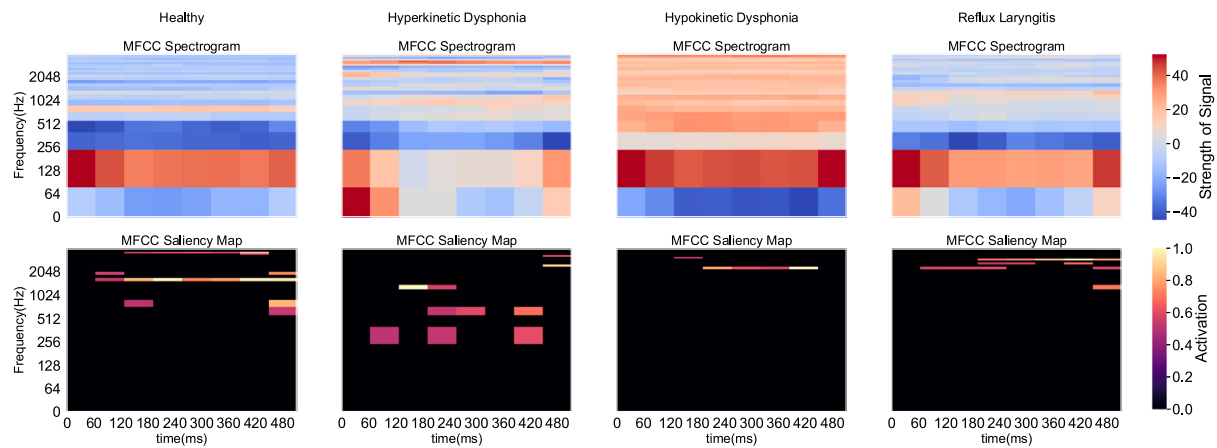 Healthy
Hyperkinetic Dysphonia
Hypokinetic Dysphonia
Reflux Laryngitis
MFCC Spectrogram
MFCC Spectrogram
MFCC Spectrogram
MFCC Spectrogram
Frequency(Hz)
2048
1024
512
256
128
64
0
40
20
0
−20
−40
Strength of Signal
MFCC Saliency Map
MFCC Saliency Map
MFCC Saliency Map
MFCC Saliency Map
Frequency(Hz)
2048
1024
512
256
128
64
0
1.0
0.8
0.6
0.4
0.2
0.0
Activation
0 60 120 180 240 300 360 420 480
0 60 120 180 240 300 360 420 480
0 60 120 180 240 300 360 420 480
0 60 120 180 240 300 360 420 480
time(ms)
time(ms)
time(ms)
time(ms)